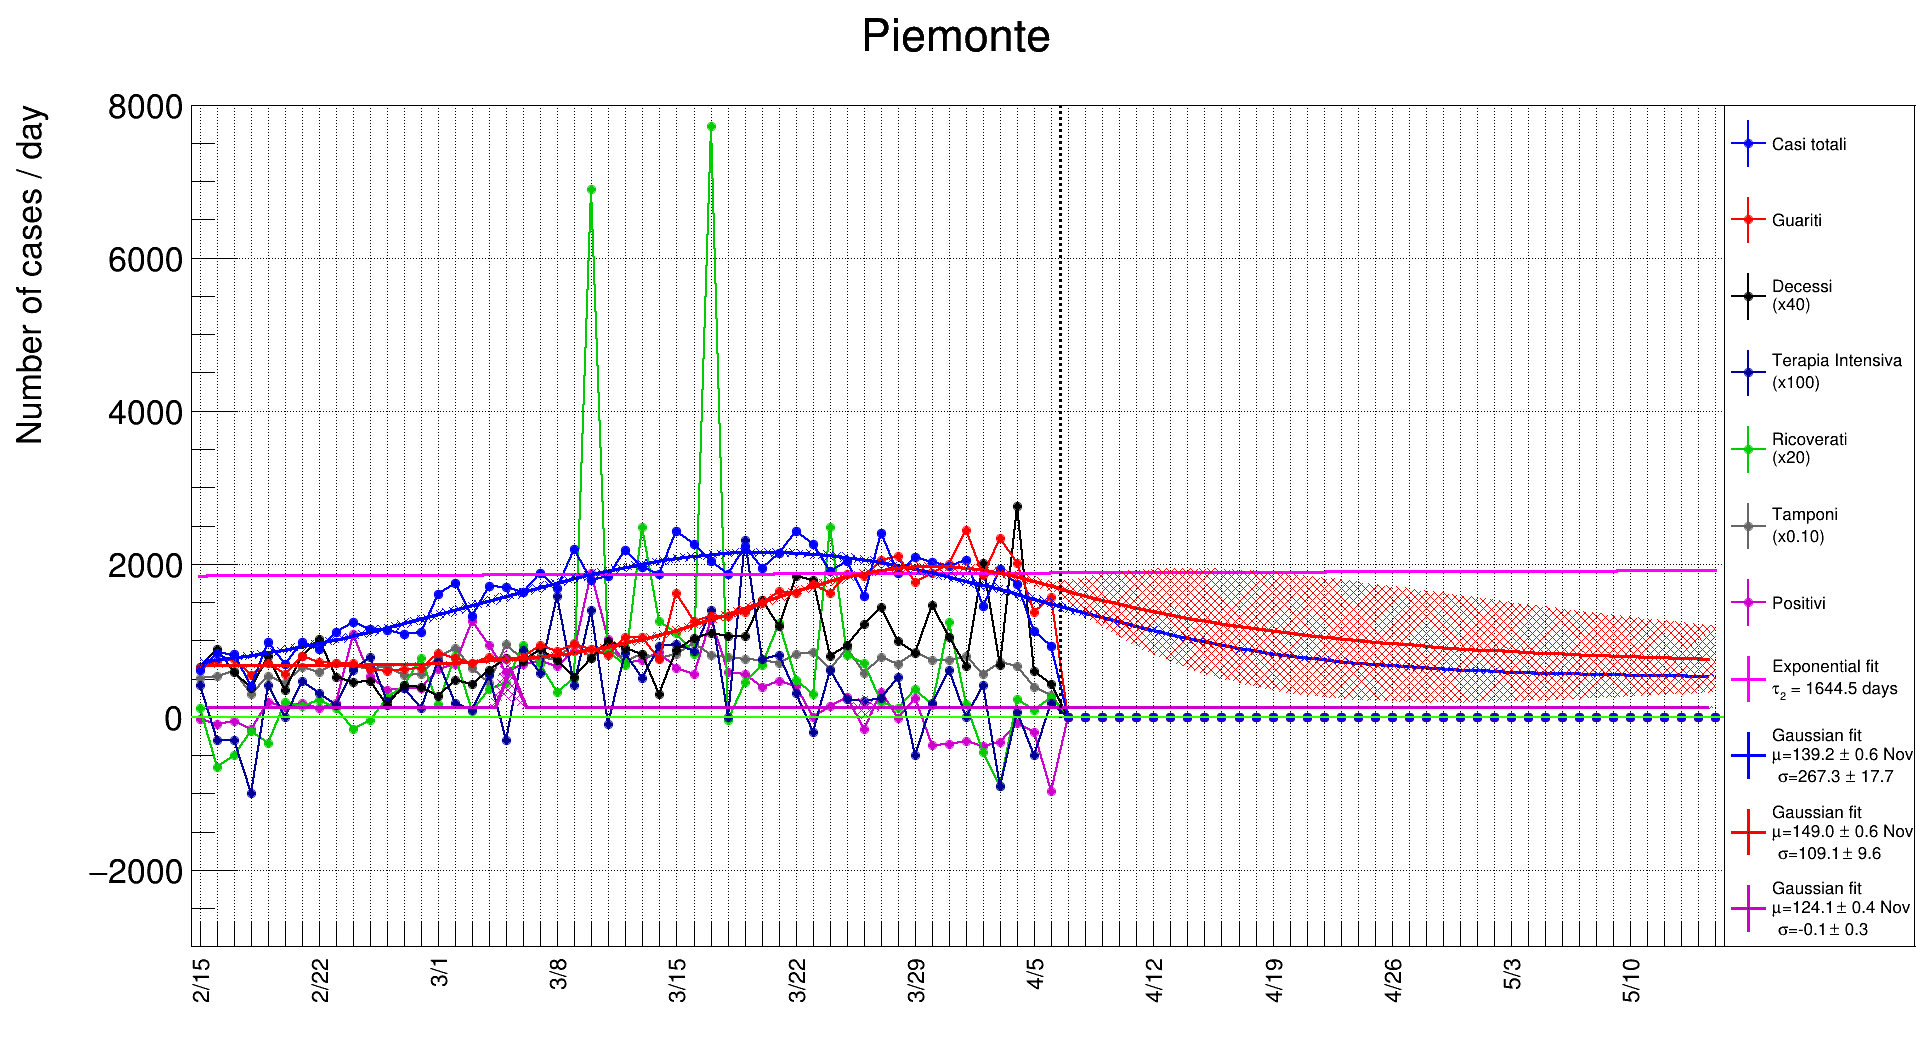 Piemonte
Number of cases / day
8000
6000
4000
2000
0
−2000
2/15
2/22
3/1
3/8
3/15
3/22
3/29
4/5
4/12
4/19
4/26
5/3
5/10
Casi totali
Guariti
Decessi
(x40)
Terapia Intensiva
(x100)
Ricoverati
(x20)
Tamponi
(x0.10)
Positivi
Exponential fit
τ2 = 1644.5 days
Gaussian fit
μ=139.2 ± 0.6 Nov
σ=267.3 ± 17.7
Gaussian fit
μ=149.0 ± 0.6 Nov
σ=109.1 ± 9.6
Gaussian fit
μ=124.1 ± 0.4 Nov
σ=-0.1 ± 0.3